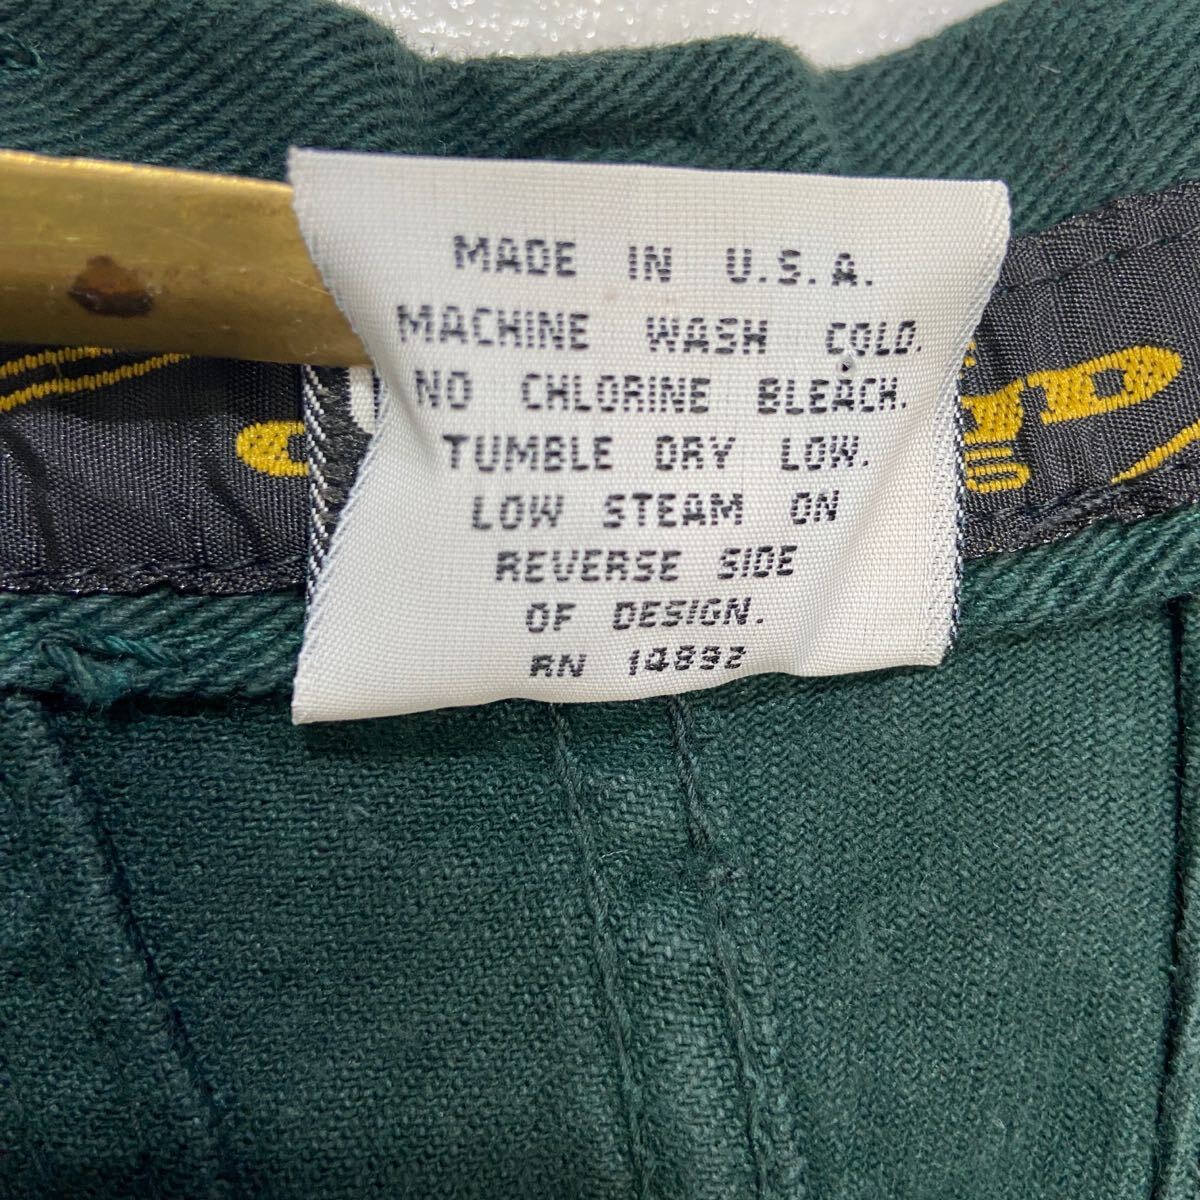 MADE IN U.S.A.
MACHINE WASH COLD.
NO CHLORINE BLEACH.
TUMBLE DRY LOW.
LOW STEAM ON
REVERSE SIDE
OF DESIGN.
RN 14892